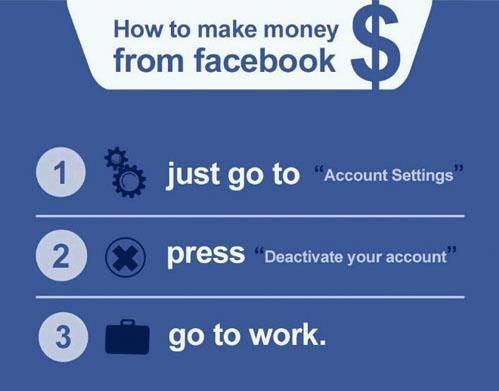 How to make money
from facebook $
1 just go to “Account Settings”
2 press “Deactivate your account”
3 go to work.